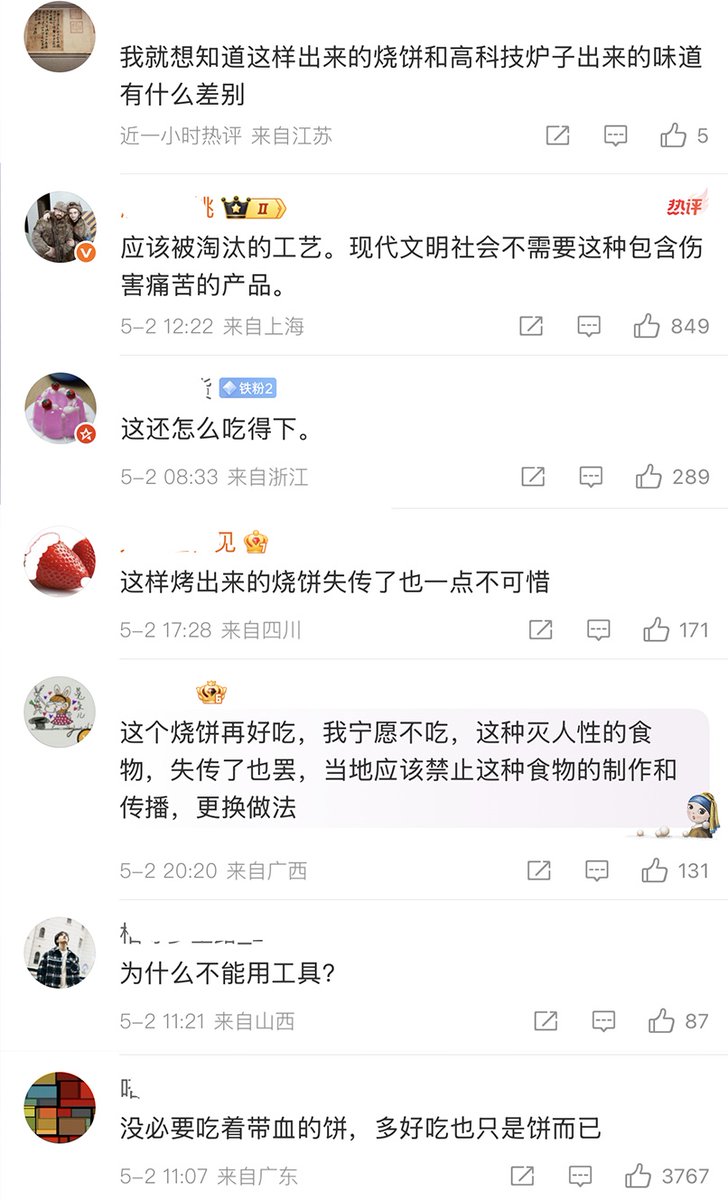 我就想知道这样出来的烧饼和高科技炉子出来的味道
有什么差别
近一小时热评 来自江苏
5
II
热评
应该被淘汰的工艺。现代文明社会不需要这种包含伤
害痛苦的产品。
5-2 12:22 来自上海
849
铁粉2
这还怎么吃得下。
5-2 08:33 来自浙江
289
见
这样烤出来的烧饼失传了也一点不可惜
5-2 17:28 来自四川
171
这个烧饼再好吃，我宁愿不吃，这种灭人性的食
物，失传了也罢，当地应该禁止这种食物的制作和
传播，更换做法
5-2 20:20 来自广西
131
为什么不能用工具？
5-2 11:21 来自山西
87
没必要吃着带血的饼，多好吃也只是饼而已
5-2 11:07 来自广东
3767